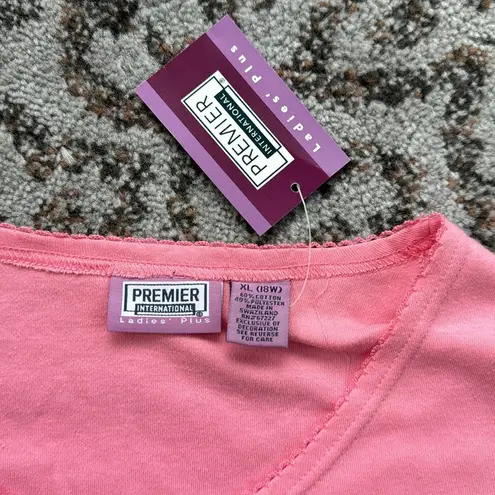 Ladies' Plus
PREMIER
INTERNATIONAL
®
PREMIER
INTERNATIONAL
®
Ladies' Plus
XL (18W)
60% COTTON
40% POLYESTER
MADE IN
SWAZILAND
RN#67227
EXCLUSIVE OF
DECORATION
SEE REVERSE
FOR CARE